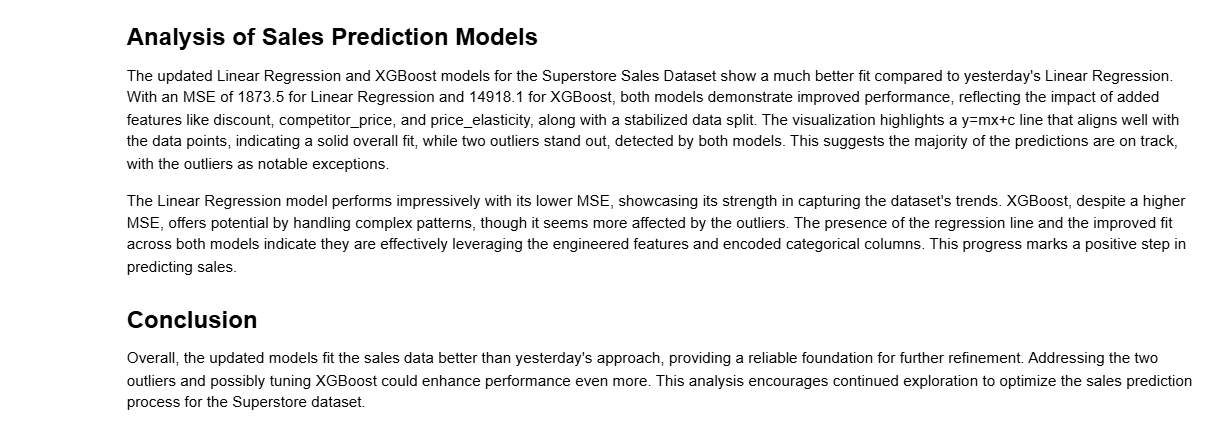 Analysis of Sales Prediction Models
The updated Linear Regression and XGBoost models for the Superstore Sales Dataset show a much better fit compared to yesterday's Linear Regression.
With an MSE of 1873.5 for Linear Regression and 14918.1 for XGBoost, both models demonstrate improved performance, reflecting the impact of added
features like discount, competitor_price, and price_elasticity, along with a stabilized data split. The visualization highlights a y=mx+c line that aligns well with
the data points, indicating a solid overall fit, while two outliers stand out, detected by both models. This suggests the majority of the predictions are on track,
with the outliers as notable exceptions.
The Linear Regression model performs impressively with its lower MSE, showcasing its strength in capturing the dataset's trends. XGBoost, despite a higher
MSE, offers potential by handling complex patterns, though it seems more affected by the outliers. The presence of the regression line and the improved fit
across both models indicate they are effectively leveraging the engineered features and encoded categorical columns. This progress marks a positive step in
predicting sales.
Conclusion
Overall, the updated models fit the sales data better than yesterday's approach, providing a reliable foundation for further refinement. Addressing the two
outliers and possibly tuning XGBoost could enhance performance even more. This analysis encourages continued exploration to optimize the sales prediction
process for the Superstore dataset.